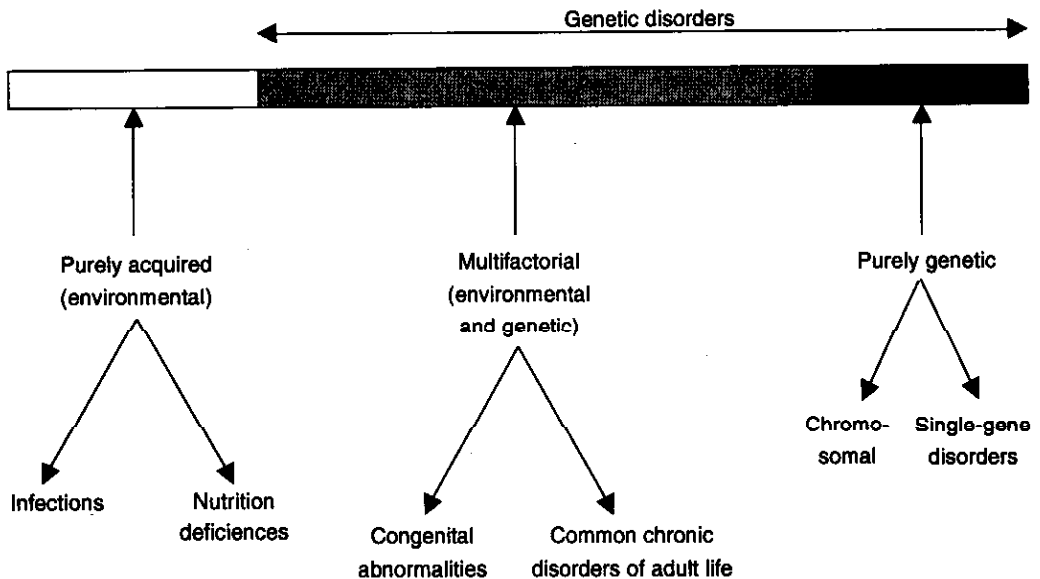 Genetic disorders
Purely acquired
(environmental)
Multifactorial
(environmental
and genetic)
Purely genetic
Infections
Nutrition
deficiences
Congenital
abnormalities
Common chronic
disorders of adult life
Chromo-
somal
Single-gene
disorders